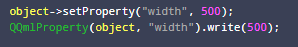 object->setProperty("width", 500);
QQmlProperty(object, "width").write(500);